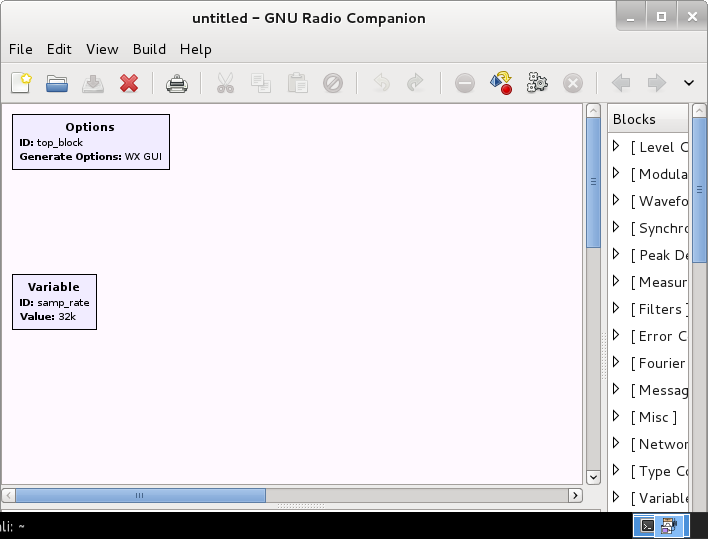 untitled – GNU Radio Companion
File Edit View Build Help
Options
ID: top_block
Generate Options: WX GUI
Variable
ID: samp_rate
Value: 32k
Blocks
[ Level C
[ Modula
[ Wavefo
[ Synchro
[ Peak De
[ Measur
[ Filters ]
[ Error C
[ Fourier
[ Messag
[ Misc ]
[ Networ
[ Type Co
[ Variable
ali: ~